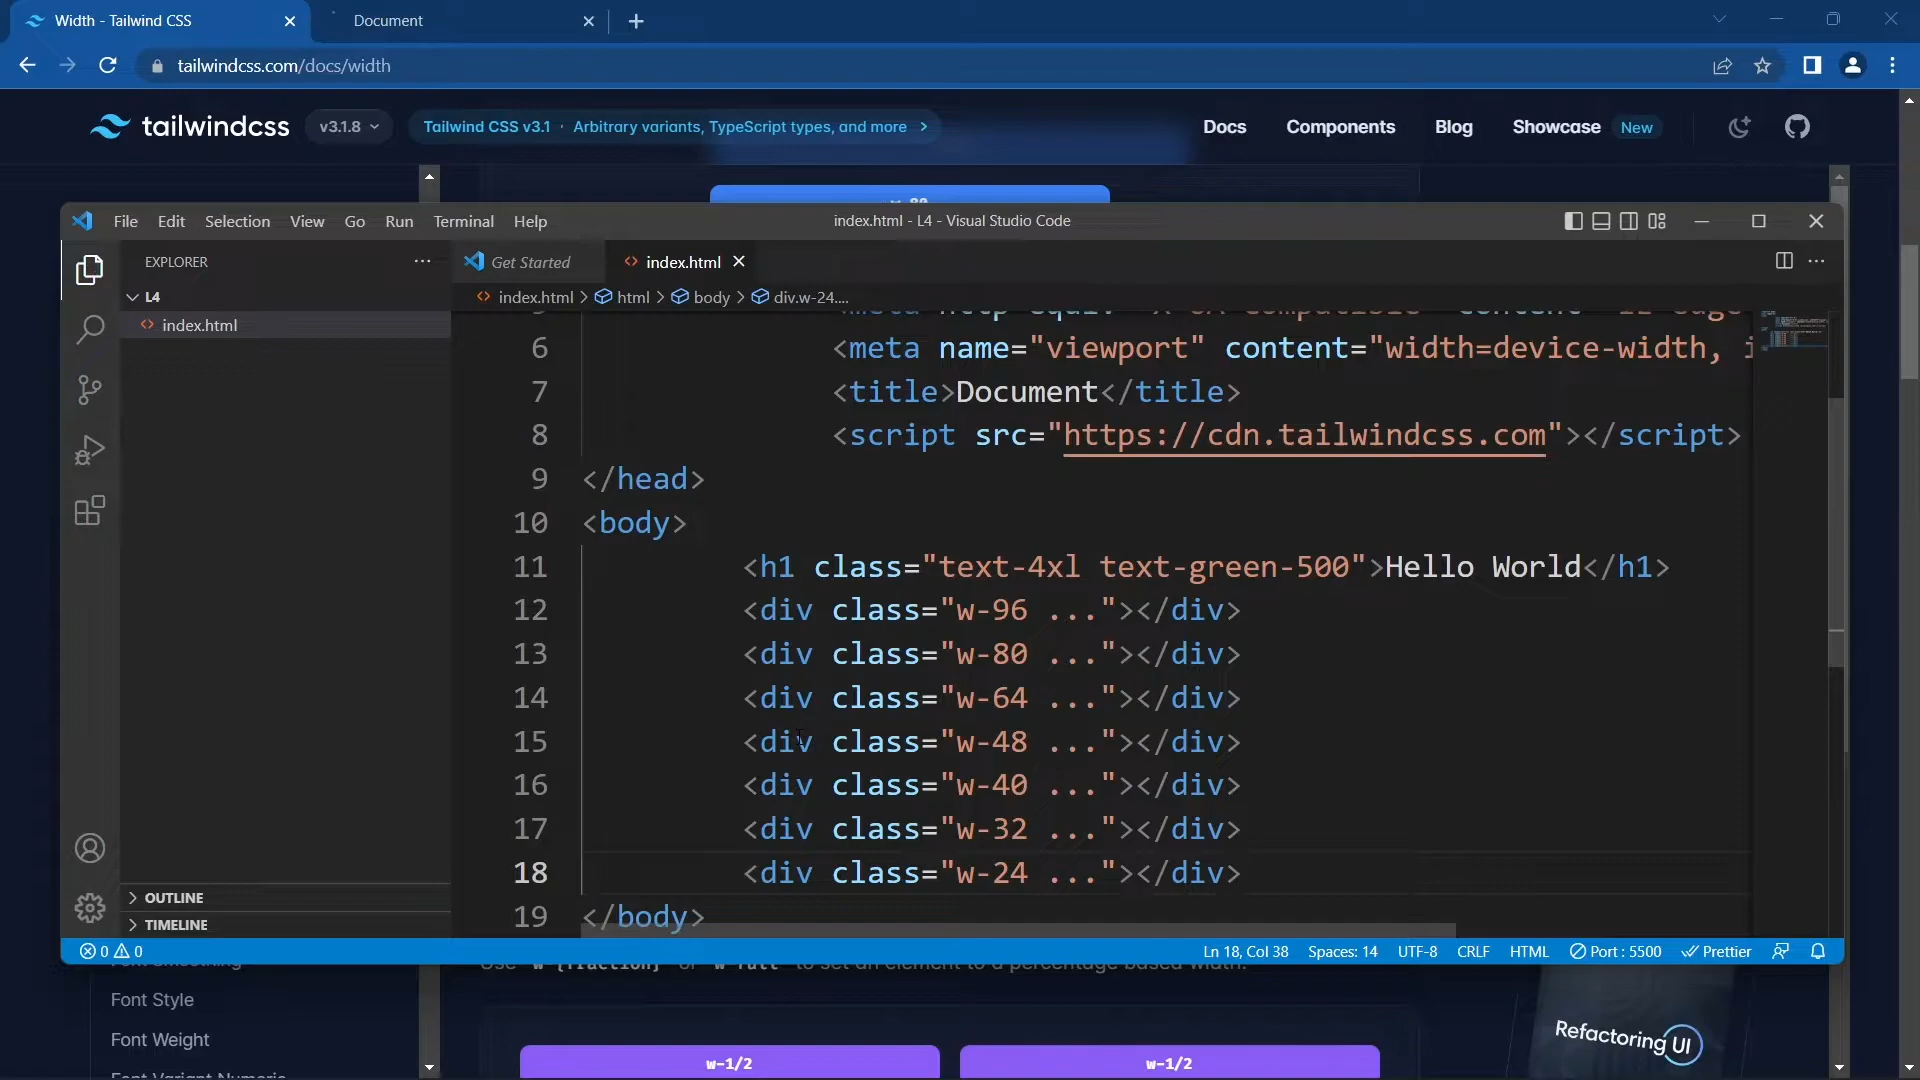 Width - Tailwind CSS
Document
tailwindcss.com/docs/width
tailwindcss
v3.1.8
Tailwind CSS v3.1 · Arbitrary variants, TypeScript types, and more
Docs
Components
Blog
Showcase
New
File
Edit
Selection
View
Go
Run
Terminal
Help
index.html - L4 - Visual Studio Code
EXPLORER
Get Started
index.html
L4
index.html > html > body > div.w-24....
index.html
6 <meta name="viewport" content="width=device-width, i
7 <title>Document</title>
8 <script src="https://cdn.tailwindcss.com"></script>
9 </head>
10 <body>
11 <h1 class="text-4xl text-green-500">Hello World</h1>
12 <div class="w-96 ..."></div>
13 <div class="w-80 ..."></div>
14 <div class="w-64 ..."></div>
15 <div class="w-48 ..."></div>
16 <div class="w-40 ..."></div>
17 <div class="w-32 ..."></div>
18 <div class="w-24 ..."></div>
19 </body>
OUTLINE
TIMELINE
0
0
Ln 18, Col 38
Spaces: 14
UTF-8
CRLF
HTML
Port : 5500
Prettier
Font Style
Font Weight
w-1/2
w-1/2
Refactoring UI